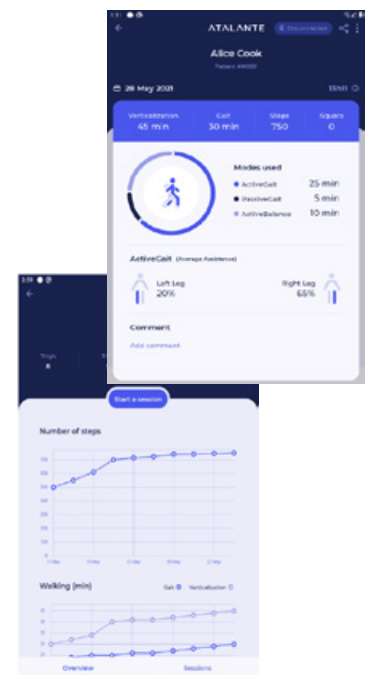 ATALANTE
Disconnected
Alice Cook
28 May 2021
Verticalization Gait Steps Squats
45 min 30 min 750 0
Modes used
ActiveGait 25 min
PassiveGait 5 min
ActiveBalance 10 min
ActiveGait (Average Assistance)
Left Leg
20%
Right Leg
65%
Comment
Add comment
Thigh
Start a session
Number of steps
Walking (min)
Gait Verticalization
Overview Sessions